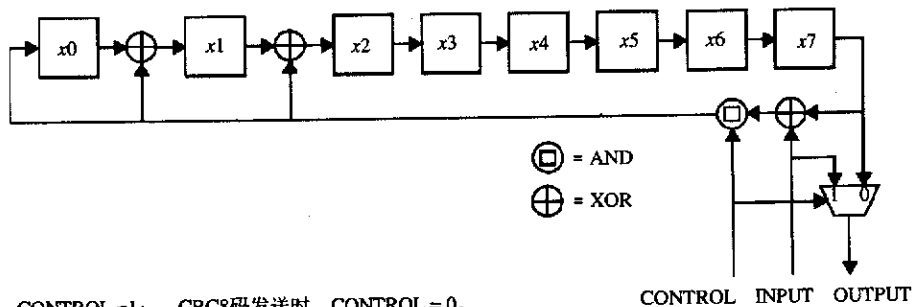 x0 x1 x2 x3 x4 x5 x6 x7
= AND
= XOR
1 0
CONTROL INPUT OUTPUT
CONTROL =1; CRC8码发送时, CONTROL = 0。